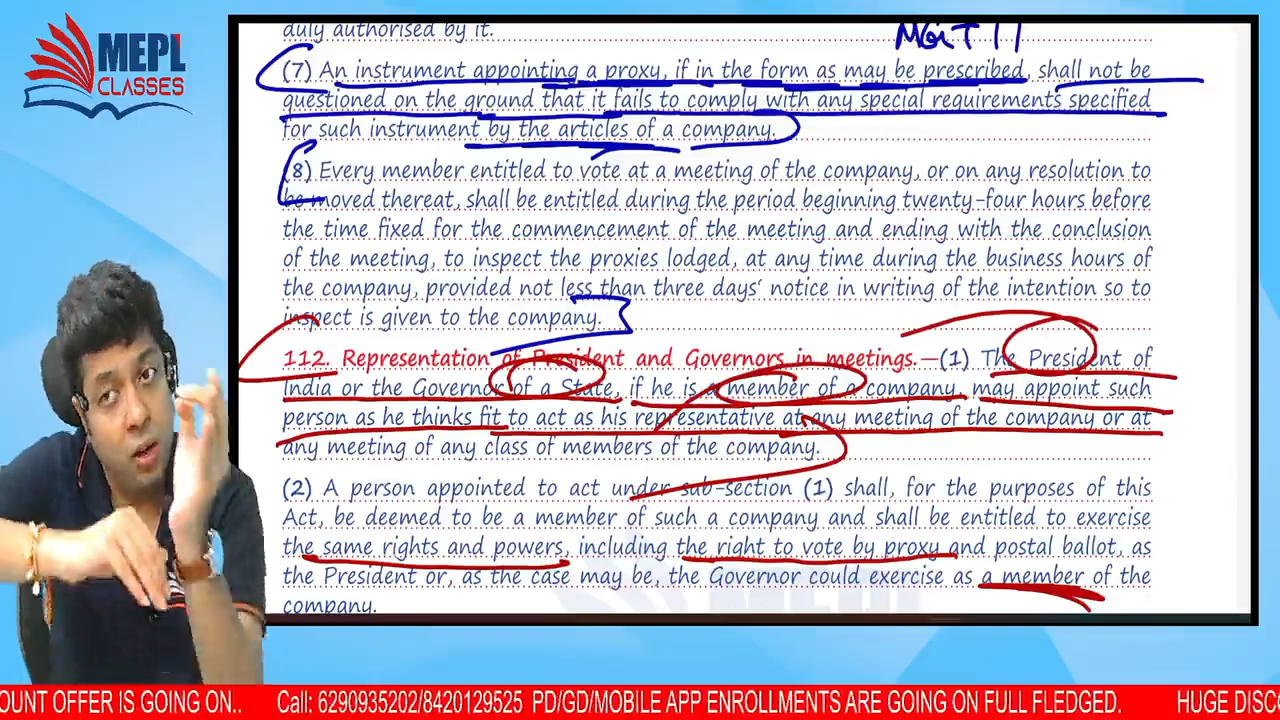 MEPL
CLASSES
duly authorised by it.
(7) An instrument appointing a proxy, if in the form as may be prescribed, shall not be
questioned on the ground that it fails to comply with any special requirements specified
for such instrument by the articles of a company.
(8) Every member entitled to vote at a meeting of the company, or on any resolution to
be moved thereat, shall be entitled during the period beginning twenty-four hours before
the time fixed for the commencement of the meeting and ending with the conclusion
of the meeting, to inspect the proxies lodged, at any time during the business hours of
the company, provided not less than three days' notice in writing of the intention so to
inspect is given to the company.
112. Representation of President and Governors in meetings.—(1) The President of
India or the Governor of a State, if he is a member of a company, may appoint such
person as he thinks fit to act as his representative at any meeting of the company or at
any meeting of any class of members of the company.
(2) A person appointed to act under sub-section (1) shall, for the purposes of this
Act, be deemed to be a member of such a company and shall be entitled to exercise
the same rights and powers, including the right to vote by proxy and postal ballot, as
the President or, as the case may be, the Governor could exercise as a member of the
company.
OUNT OFFER IS GOING ON.. Call: 6290935202/8420129525 PD/GD/MOBILE APP ENROLLMENTS ARE GOING ON FULL FLEDGED. HUGE DISCO